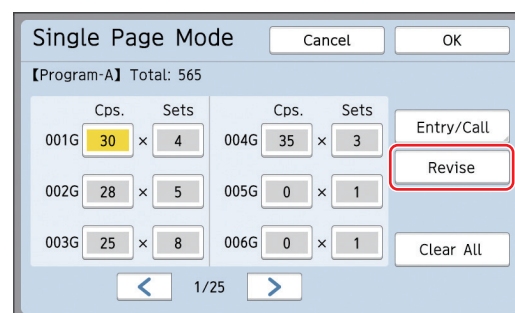 Single Page Mode Cancel OK
【Program-A】 Total: 565
Cps. Sets Cps. Sets
001G 30 × 4 004G 35 × 3 Entry/Call
002G 28 × 5 005G 0 × 1 Revise
003G 25 × 8 006G 0 × 1 Clear All
< 1/25 >